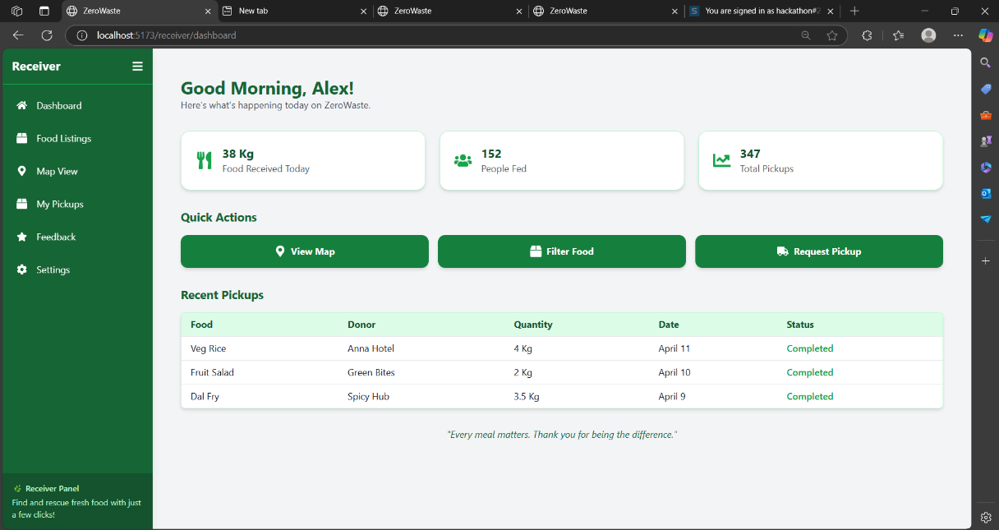 ZeroWaste
New tab
ZeroWaste
ZeroWaste
You are signed in as hackathon#2
localhost:5173/receiver/dashboard
Receiver
Dashboard
Food Listings
Map View
My Pickups
Feedback
Settings
Receiver Panel
Find and rescue fresh food with just
a few clicks!
Good Morning, Alex!
Here's what's happening today on ZeroWaste.
38 Kg
Food Received Today
152
People Fed
347
Total Pickups
Quick Actions
View Map
Filter Food
Request Pickup
Recent Pickups
Food Donor Quantity Date Status
Veg Rice Anna Hotel 4 Kg April 11 Completed
Fruit Salad Green Bites 2 Kg April 10 Completed
Dal Fry Spicy Hub 3.5 Kg April 9 Completed
"Every meal matters. Thank you for being the difference."